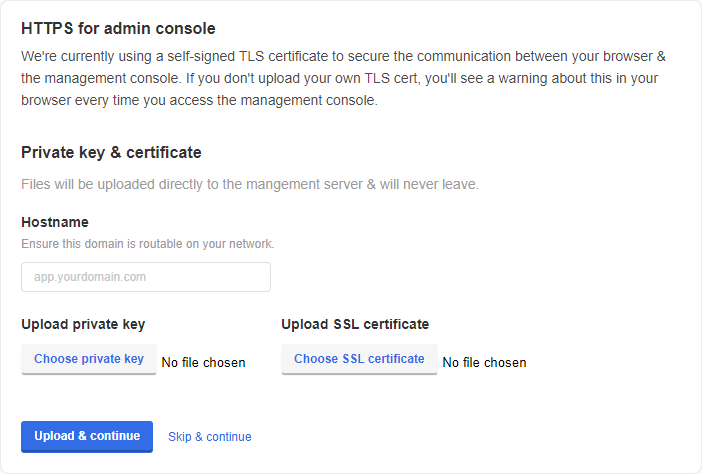 HTTPS for admin console
We're currently using a self-signed TLS certificate to secure the communication between your browser &
the management console. If you don't upload your own TLS cert, you'll see a warning about this in your
browser every time you access the management console.
Private key & certificate
Files will be uploaded directly to the mangement server & will never leave.
Hostname
Ensure this domain is routable on your network.
app.yourdomain.com
Upload private key
Upload SSL certificate
Choose private key No file chosen
Choose SSL certificate No file chosen
Upload & continue
Skip & continue